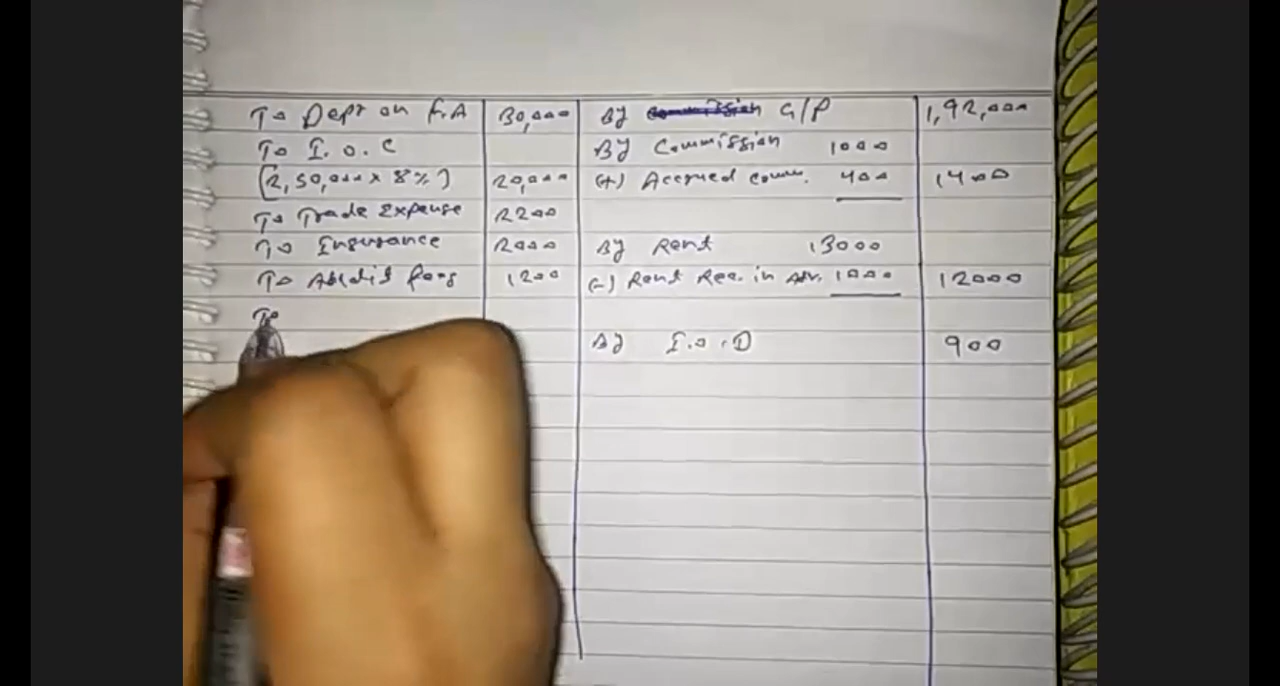 To Depr on F.A 30,000 By G/P 1,92,000
To I.O.C By Commission 1000
(2,50,000 x 8%) 20,000 (+) Accrued comm. 400 1400
To Trade Expense 2200
To Insurance 2000 By Rent 13000
To Audit fees 1200 (-) Rent Rec. in Adv. 1000 12000
To
By I.O.D 900